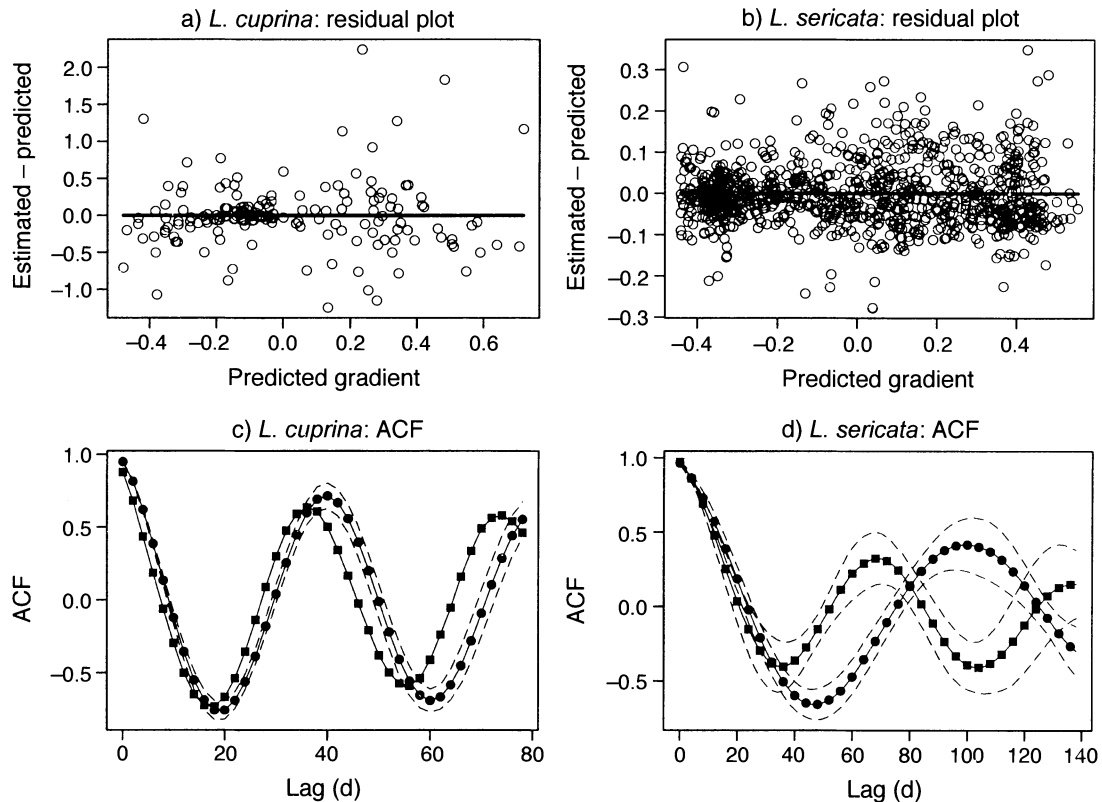 a) L. cuprina: residual plot
2.0
1.5
1.0
0.5
0.0
−0.5
−1.0
Estimated – predicted
−0.4 −0.2 0.0 0.2 0.4 0.6
Predicted gradient
b) L. sericata: residual plot
0.3
0.2
0.1
0.0
−0.1
−0.2
−0.3
Estimated – predicted
−0.4 −0.2 0.0 0.2 0.4
Predicted gradient
c) L. cuprina: ACF
1.0
0.5
0.0
−0.5
ACF
0 20 40 60 80
Lag (d)
d) L. sericata: ACF
1.0
0.5
0.0
−0.5
ACF
0 20 40 60 80 100 120 140
Lag (d)